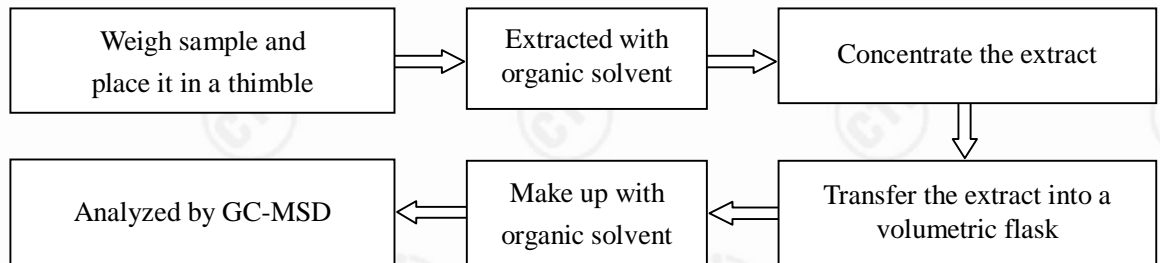 Weigh sample and
place it in a thimble
Extracted with
organic solvent
Concentrate the extract
Transfer the extract into a
volumetric flask
Make up with
organic solvent
Analyzed by GC-MSD